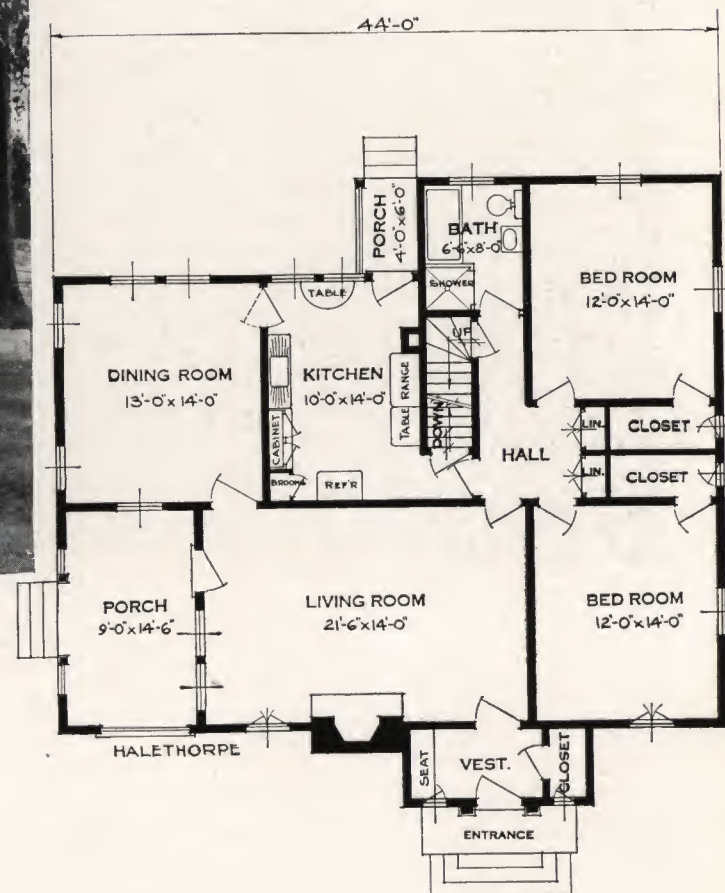 44'-0"
PORCH
4'-0"x6'-0"
BATH
6'-6"x8'-0"
SHOWER
BED ROOM
12'-0"x14'-0"
TABLE
UP
DINING ROOM
13'-0"x14'-0"
KITCHEN
10'-0"x14'-0"
RANGE
TABLE
DOWN
CABINET
BROOMS
REF'R
HALL
LIN.
CLOSET
LIN.
CLOSET
PORCH
9'-0"x14'-6"
LIVING ROOM
21'-6"x14'-0"
BED ROOM
12'-0"x14'-0"
HALETHORPE
SEAT
VEST.
CLOSET
ENTRANCE